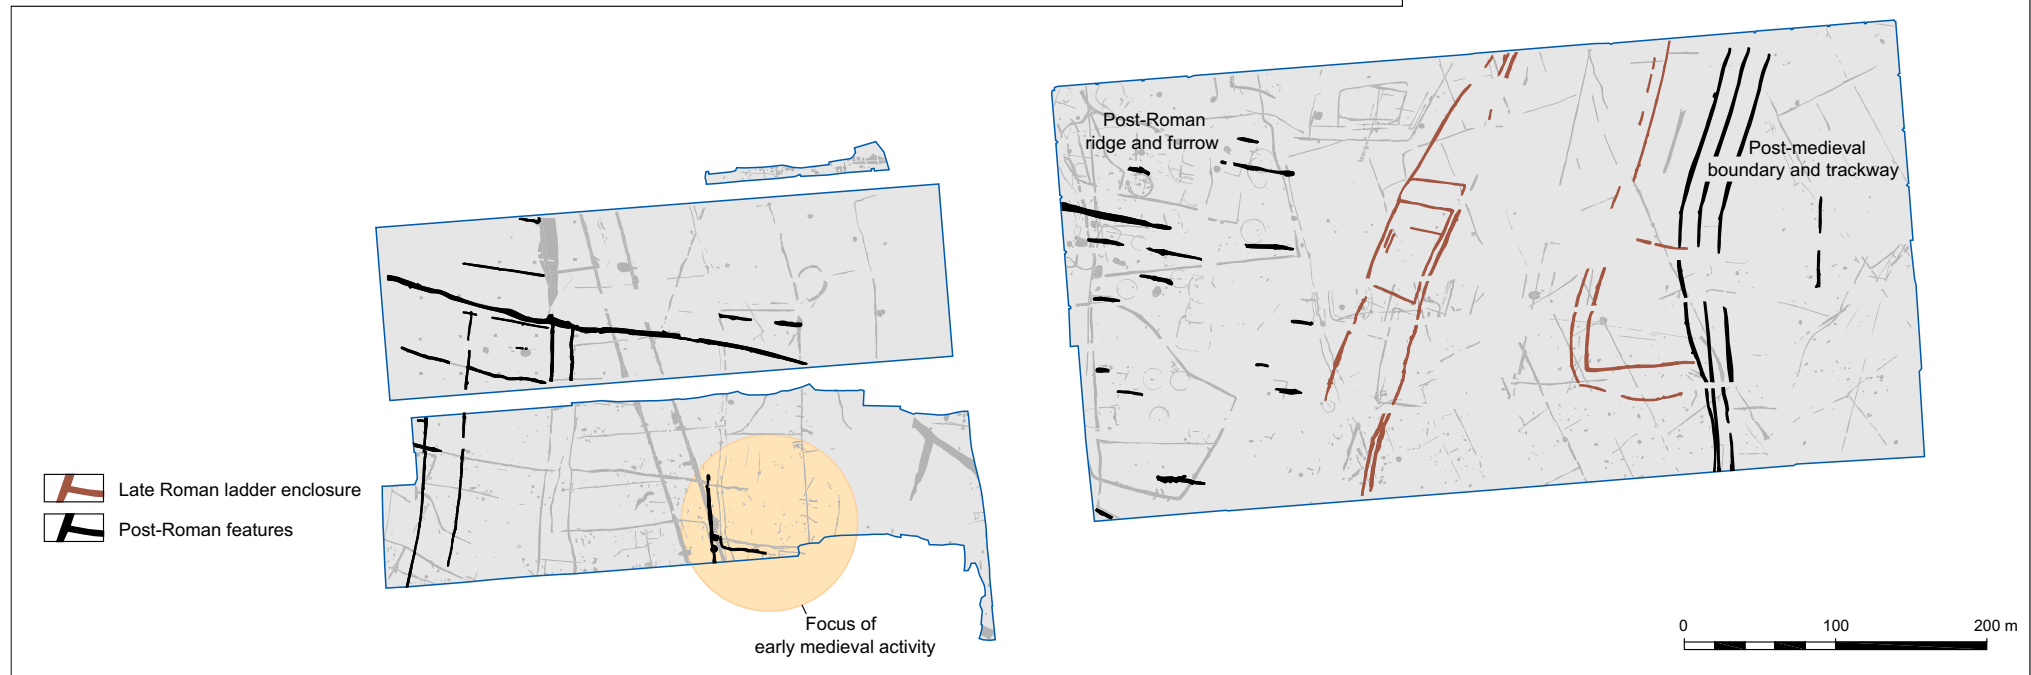 Post-Roman
ridge and furrow
Post-medieval
boundary and trackway
Late Roman ladder enclosure
Post-Roman features
Focus of
early medieval activity
0 100 200 m